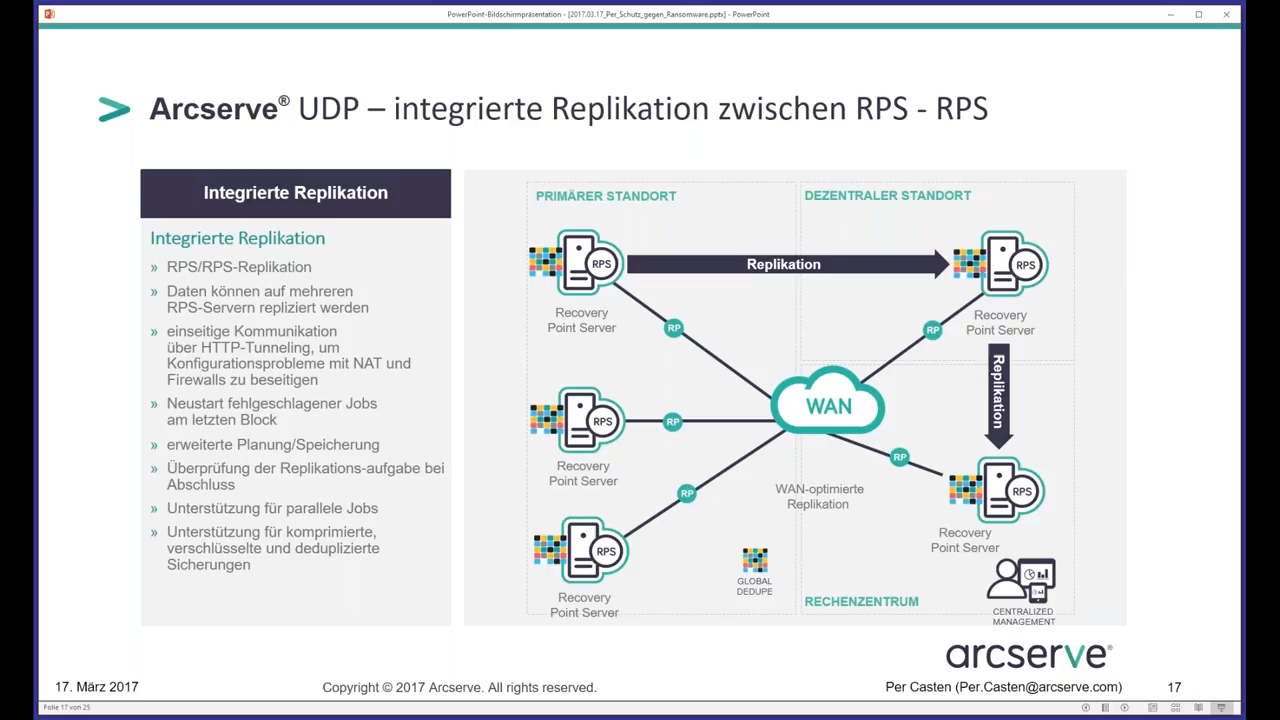 PowerPoint-Bildschirmpräsentation - [2017.03.17_Per_Schutz_gegen_Ransomware.pptx] - PowerPoint
Arcserve® UDP – integrierte Replikation zwischen RPS - RPS
Integrierte Replikation
Integrierte Replikation
» RPS/RPS-Replikation
» Daten können auf mehreren
RPS-Servern repliziert werden
» einseitige Kommunikation
über HTTP-Tunneling, um
Konfigurationsprobleme mit NAT und
Firewalls zu beseitigen
» Neustart fehlgeschlagener Jobs
am letzten Block
» erweiterte Planung/Speicherung
» Überprüfung der Replikations-aufgabe bei
Abschluss
» Unterstützung für parallele Jobs
» Unterstützung für komprimierte,
verschlüsselte und deduplizierte
Sicherungen
PRIMÄRER STANDORT
DEZENTRALER STANDORT
RPS
Replikation
RPS
Recovery
Point Server
Recovery
Point Server
RP
RP
Replikation
WAN
RPS
RP
Recovery
Point Server
RP
WAN-optimierte
Replikation
RP
RPS
Recovery
Point Server
RPS
Recovery
Point Server
GLOBAL
DEDUPE
RECHENZENTRUM
CENTRALIZED
MANAGEMENT
arcserve®
17. März 2017
Copyright © 2017 Arcserve. All rights reserved.
Per Casten (Per.Casten@arcserve.com)
17
Folie 17 von 25